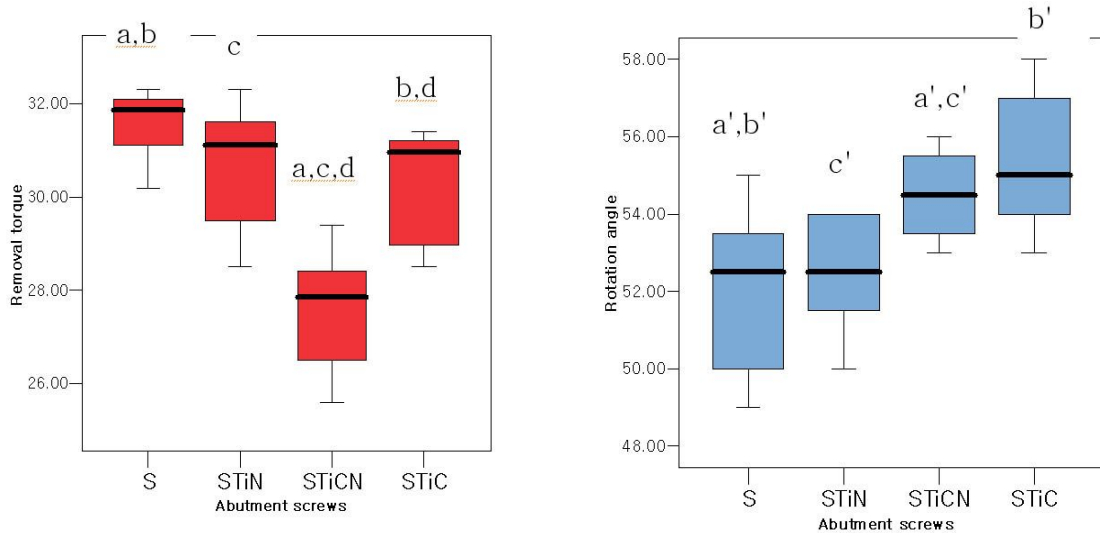 a,b
c
b,d
a,c,d
32.00
30.00
28.00
26.00
Removal torque
S STiN STiCN STiC
Abutment screws
b'
a',c'
a',b'
c'
58.00
56.00
54.00
52.00
50.00
48.00
Rotation angle
S STiN STiCN STiC
Abutment screws